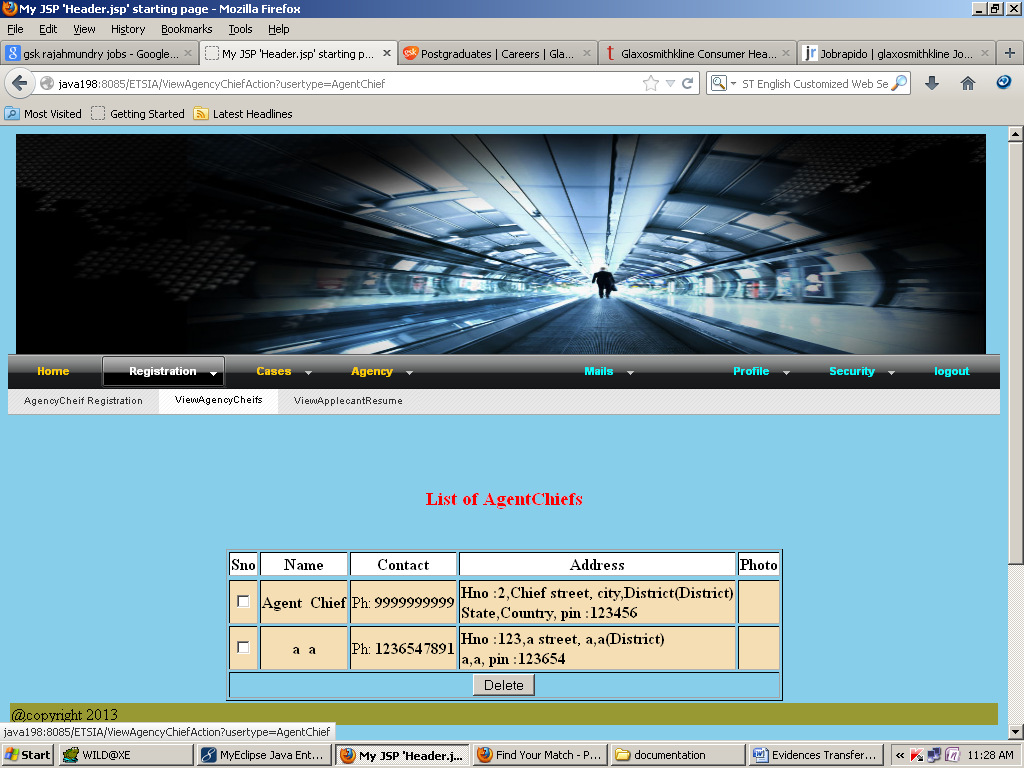 My JSP 'Header.jsp' starting page - Mozilla Firefox
File Edit View History Bookmarks Tools Help
gsk rajahmundry jobs - Google... My JSP 'Header.jsp' starting p... Postgraduates | Careers | Gla... Glaxosmithkline Consumer Hea... Jobrapido | glaxosmithkline Jo...
java198:8085/ETSIA/ViewAgencyChiefAction?usertype=AgentChief ST English Customized Web Se
Most Visited Getting Started Latest Headlines
Home Registration Cases Agency Mails Profile Security logout
AgencyCheif Registration ViewAgencyCheifs ViewApplecantResume
List of AgentChiefs
Sno Name Contact Address Photo
Agent Chief Ph: 9999999999 Hno :2,Chief street, city,District(District)
State,Country, pin :123456
a a Ph: 1236547891 Hno :123,a street, a,a(District)
a,a, pin :123654
Delete
@copyright 2013
java198:8085/ETSIA/ViewAgencyChiefAction?usertype=AgentChief
Start WILD@XE MyEclipse Java Ent... My JSP 'Header.j... Find Your Match - P... documentation Evidences Transfer... « 11:28 AM